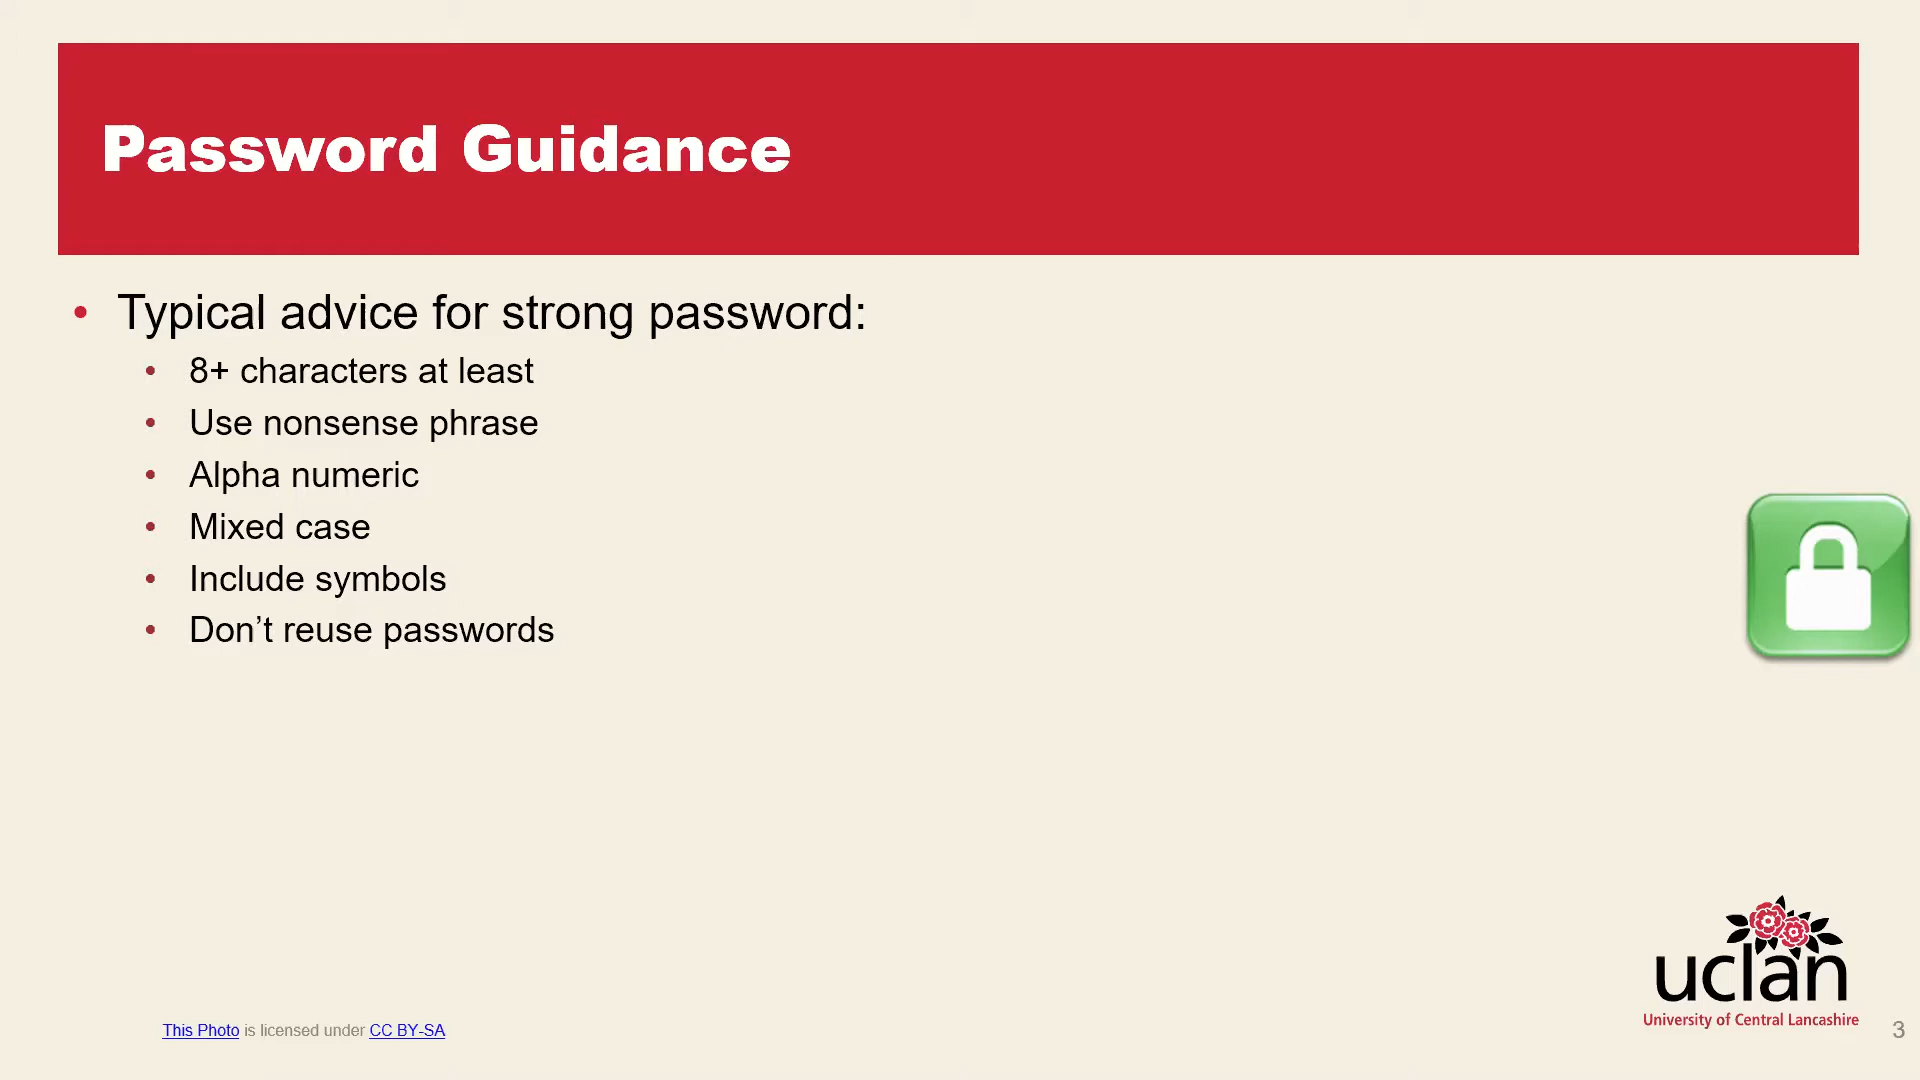 Password Guidance
• Typical advice for strong password:
• 8+ characters at least
• Use nonsense phrase
• Alpha numeric
• Mixed case
• Include symbols
• Don’t reuse passwords
uclan
University of Central Lancashire
This Photo is licensed under CC BY-SA
3